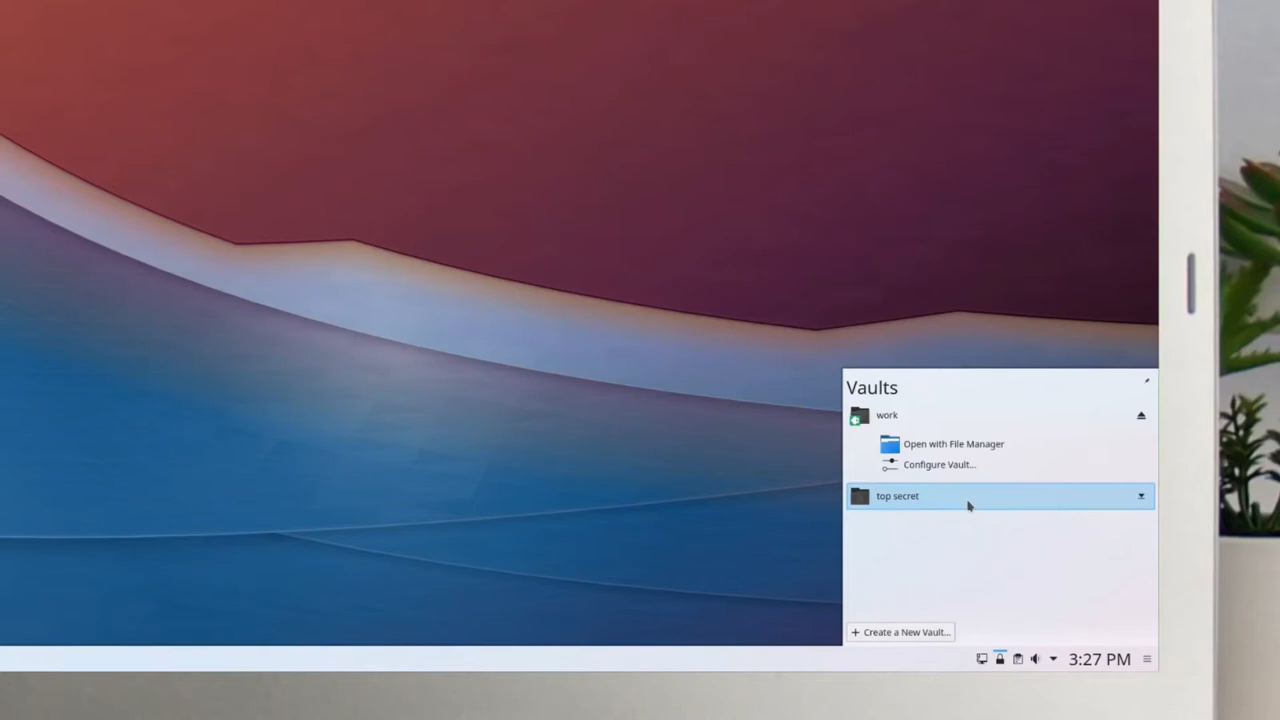 Vaults
work
Open with File Manager
Configure Vault...
top secret
+ Create a New Vault...
3:27 PM